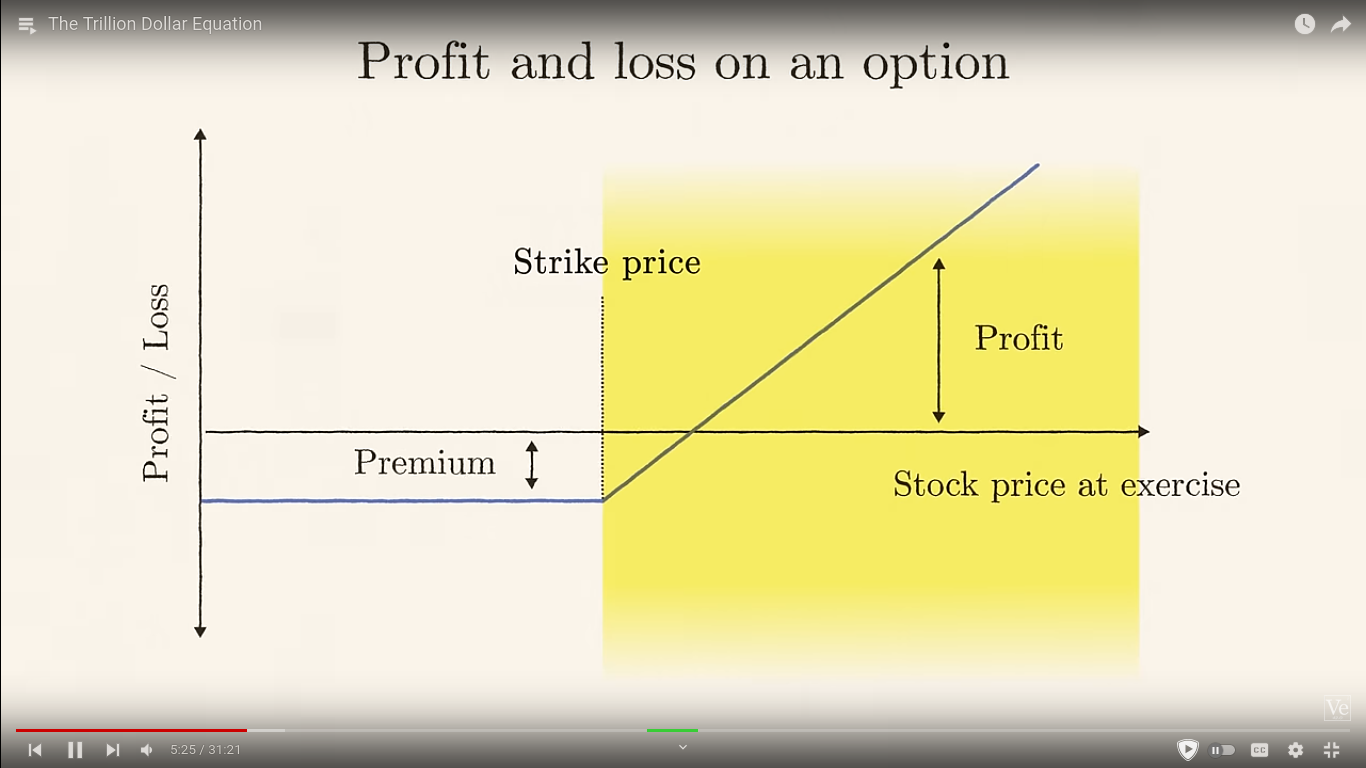 The Trillion Dollar Equation
Profit and loss on an option
Strike price
Profit / Loss
Profit
Premium
Stock price at exercise
Ve
5:25 / 31:21
CC